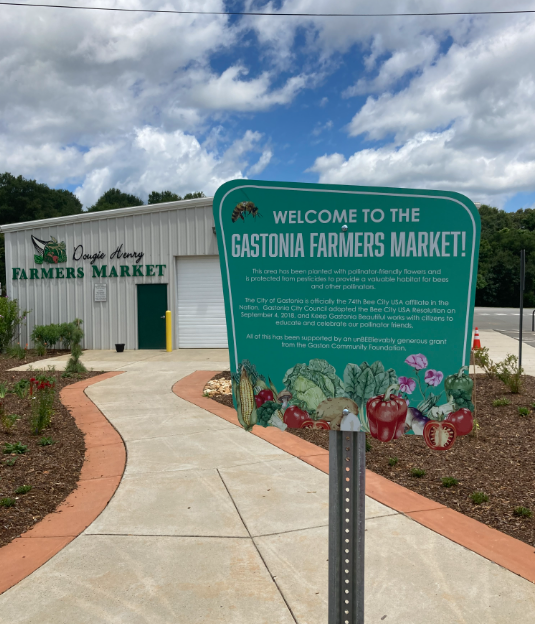 WELCOME TO THE
GASTONIA FARMERS MARKET!
This area has been planted with pollinator-friendly flowers and
is protected from pesticides to provide a valuable habitat for bees
and other pollinators.
The City of Gastonia is officially the 74th Bee City USA affiliate in the
Nation. Gastonia City Council adopted the Bee City USA Resolution on
September 4, 2018, and Keep Gastonia Beautiful works with citizens to
educate and celebrate our pollinator friends.
All of this has been supported by an unBEElievably generous grant
from the Gaston Community Foundation.
Dougie Henry
FARMERS MARKET